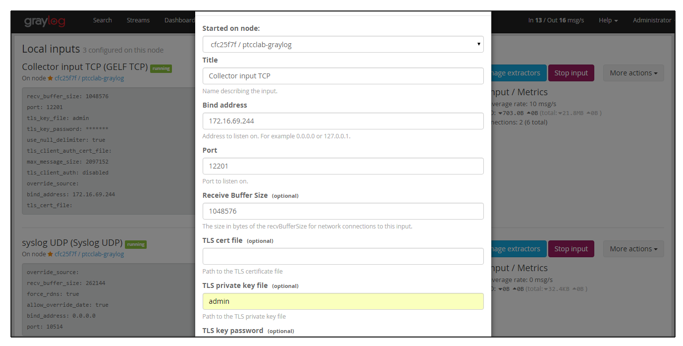 graylog
Search
Streams
Dashboard
In 13 / Out 16 msg/s
Help
Administrator
Local inputs 3 configured on this node
Collector input TCP (GELF TCP) running
On node cfc25f7f / ptcclab-graylog
recv_buffer_size: 1048576
port: 12201
tls_key_file: admin
tls_key_password: *******
use_null_delimiter: true
tls_client_auth_cert_file:
max_message_size: 2097152
tls_client_auth: disabled
override_source:
bind_address: 172.16.69.244
tls_cert_file:
syslog UDP (Syslog UDP) running
On node cfc25f7f / ptcclab-graylog
override_source:
recv_buffer_size: 262144
force_rdns: true
allow_override_date: true
bind_address: 0.0.0.0
port: 10514
Started on node:
cfc25f7f / ptcclab-graylog
Title
Collector input TCP
Name describing the input.
Bind address
172.16.69.244
Address to listen on. For example 0.0.0.0 or 127.0.0.1.
Port
12201
Port to listen on.
Receive Buffer Size (optional)
1048576
The size in bytes of the recvBufferSize for network connections to this input.
TLS cert file (optional)
Path to the TLS certificate file
TLS private key file (optional)
admin
Path to the TLS private key file
TLS key password (optional)
nage extractors
Stop input
More actions
nput / Metrics
verage rate: 10 msg/s
nections: 2 (6 total)
nage extractors
Stop input
More actions
nput / Metrics
verage rate: 0 msg/s